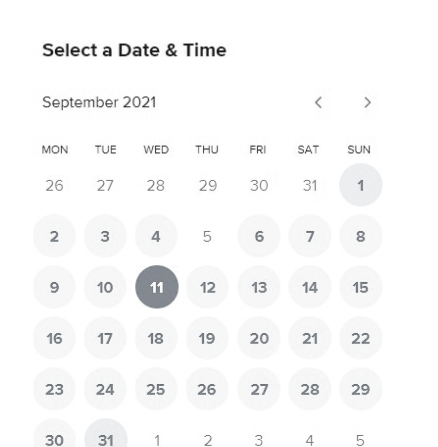 Select a Date & Time
September 2021
MON TUE WED THU FRI SAT SUN
26 27 28 29 30 31 1
2 3 4 5 6 7 8
9 10 11 12 13 14 15
16 17 18 19 20 21 22
23 24 25 26 27 28 29
30 31 1 2 3 4 5